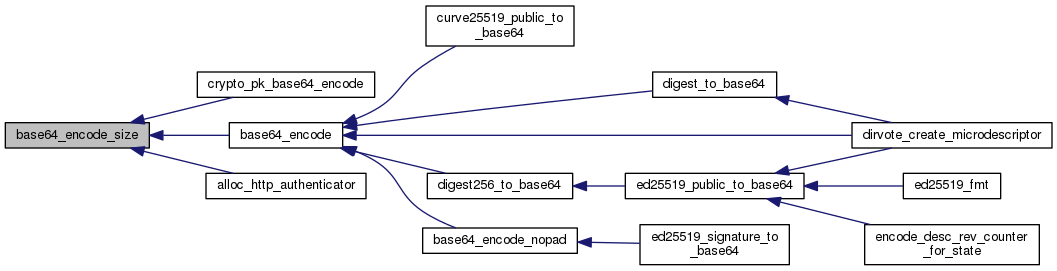 curve25519_public_to
_base64
crypto_pk_base64_encode
digest_to_base64
base64_encode_size
base64_encode
dirvote_create_microdescriptor
alloc_http_authenticator
digest256_to_base64
ed25519_public_to_base64
ed25519_fmt
base64_encode_nopad
ed25519_signature_to
_base64
encode_desc_rev_counter
_for_state